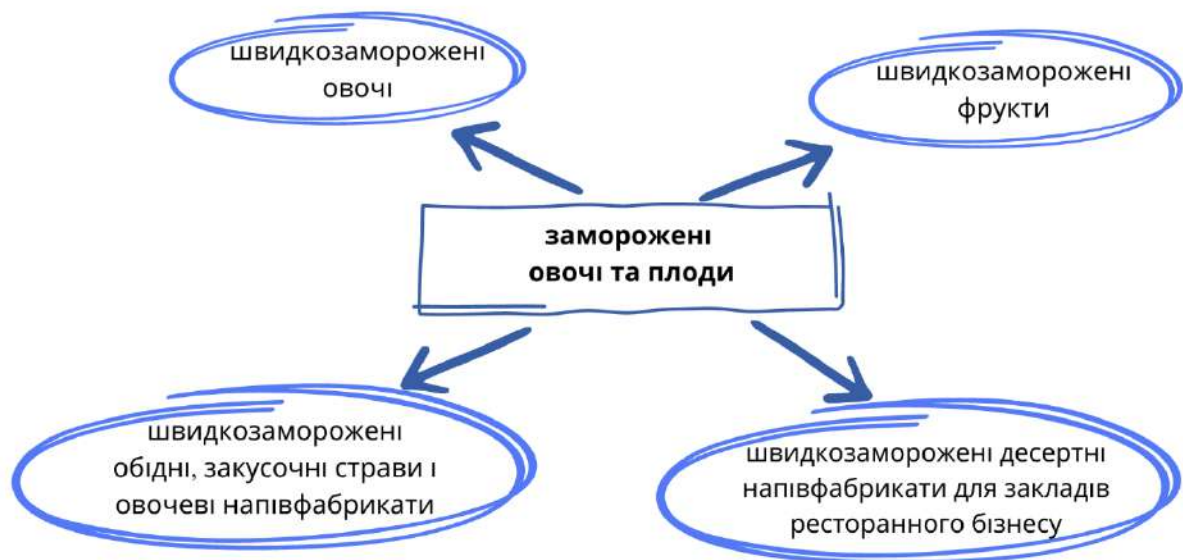 швидкозаморожені
овочі
швидкозаморожені
фрукти
заморожені
овочі та плоди
швидкозаморожені
обідні, закусочні страви і
овочеві напівфабрикати
швидкозаморожені десертні
напівфабрикати для закладів
ресторанного бізнесу